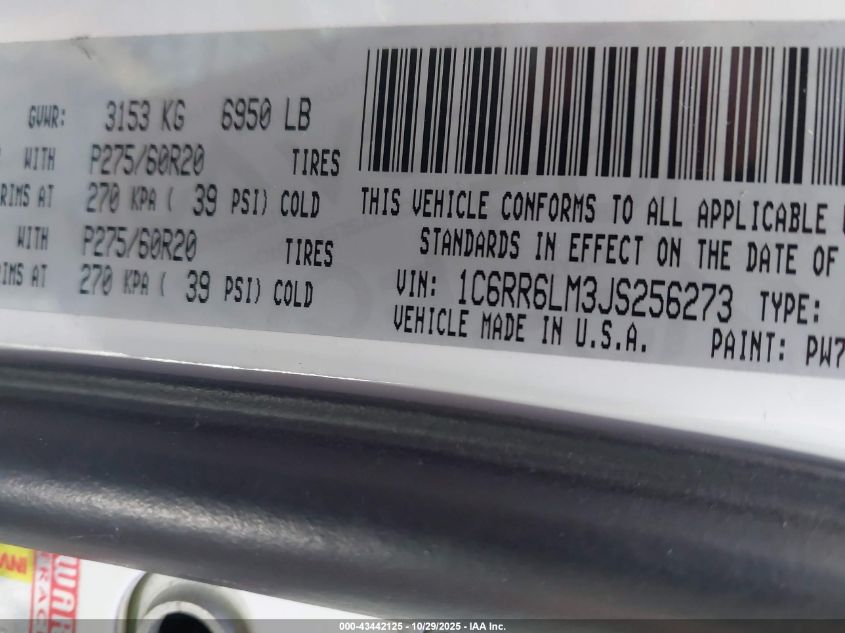 GVWR: 3153 KG 6950 LB
WITH P275/60R20 TIRES
RIMS AT 270 KPA ( 39 PSI) COLD
WITH P275/60R20 TIRES
RIMS AT 270 KPA ( 39 PSI) COLD
THIS VEHICLE CONFORMS TO ALL APPLICABLE
STANDARDS IN EFFECT ON THE DATE OF
VIN: 1C6RR6LM3JS256273 TYPE:
VEHICLE MADE IN U.S.A. PAINT: PW7
000-43442125 - 10/29/2025 - IAA Inc.